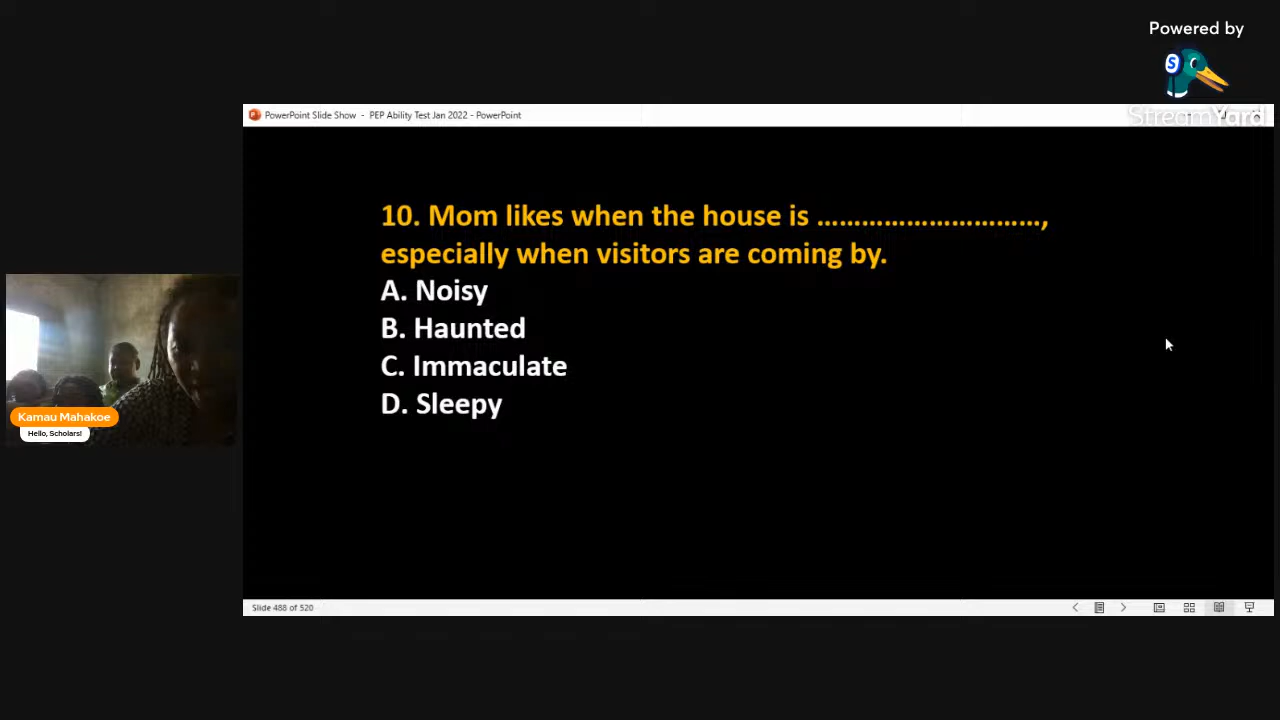 Powered by
StreamYard
PowerPoint Slide Show - PEP Ability Test Jan 2022 - PowerPoint
10. Mom likes when the house is …………………………,
especially when visitors are coming by.
A. Noisy
B. Haunted
C. Immaculate
D. Sleepy
Kamau Mahakoe
Hello, Scholars!
Slide 488 of 520